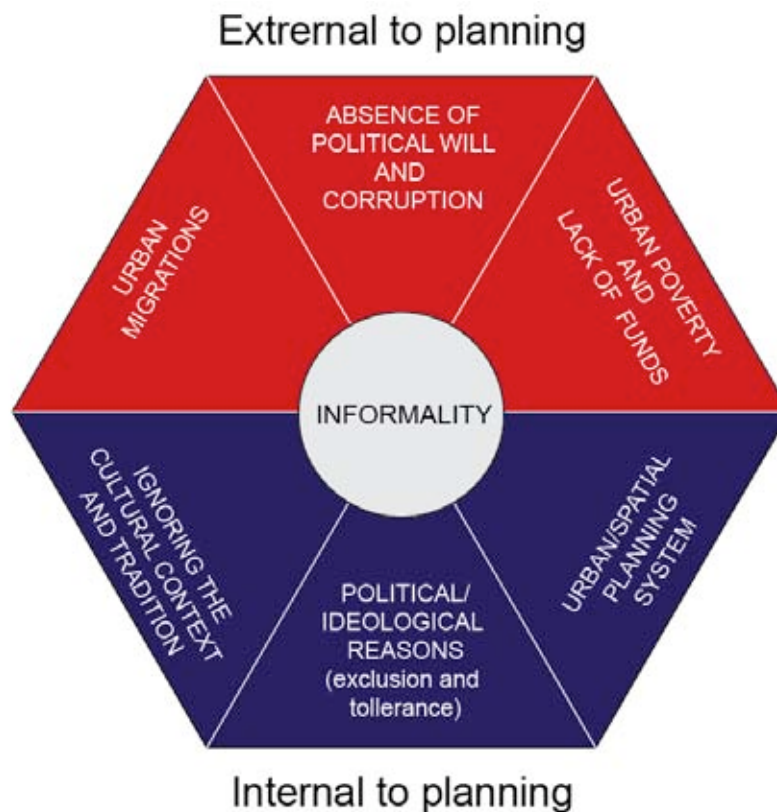 Extrernal to planning
ABSENCE OF
POLITICAL WILL
AND
CORRUPTION
URBAN
MIGRATIONS
URBAN POVERTY
AND
LACK OF FUNDS
INFORMALITY
IGNORING THE
CULTURAL CONTEXT
AND TRADITION
POLITICAL/
IDEOLOGICAL
REASONS
(exclusion and
tollerance)
URBAN/SPATIAL
PLANNING
SYSTEM
Internal to planning